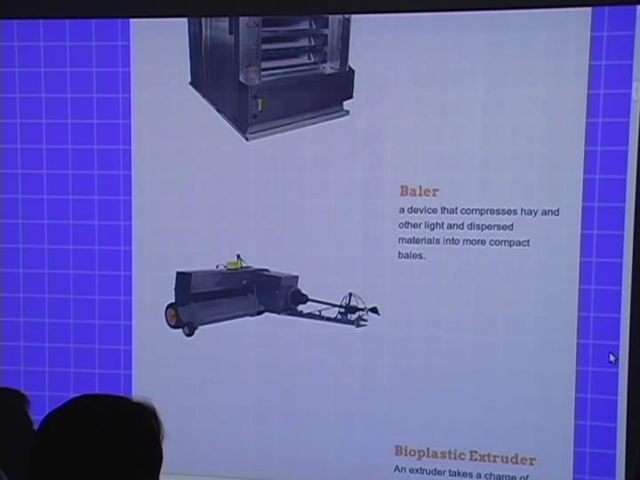 Baler
a device that compresses hay and
other light and dispersed
materials into more compact
bales.
Bioplastic Extruder
An extruder takes a charge of